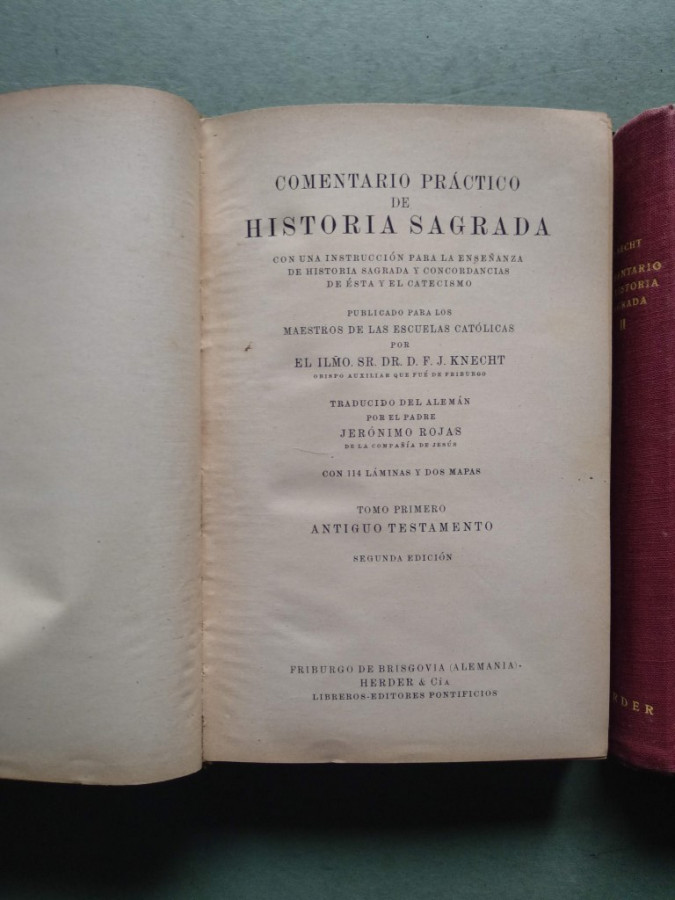 COMENTARIO PRÁCTICO
DE
HISTORIA SAGRADA
CON UNA INSTRUCCIÓN PARA LA ENSEÑANZA
DE HISTORIA SAGRADA Y CONCORDANCIAS
DE ÉSTA Y EL CATECISMO
PUBLICADO PARA LOS
MAESTROS DE LAS ESCUELAS CATÓLICAS
POR
EL ILM̃O. SR. DR. D. F. J. KNECHT
OBISPO AUXILIAR QUE FUÉ DE FRIBURGO
TRADUCIDO DEL ALEMÁN
POR EL PADRE
JERÓNIMO ROJAS
DE LA COMPAÑÍA DE JESÚS
CON 114 LÁMINAS Y DOS MAPAS
TOMO PRIMERO
ANTIGUO TESTAMENTO
SEGUNDA EDICIÓN
FRIBURGO DE BRISGOVIA (ALEMANIA)·
HERDER & CÍA
LIBREROS-EDITORES PONTIFICIOS
II